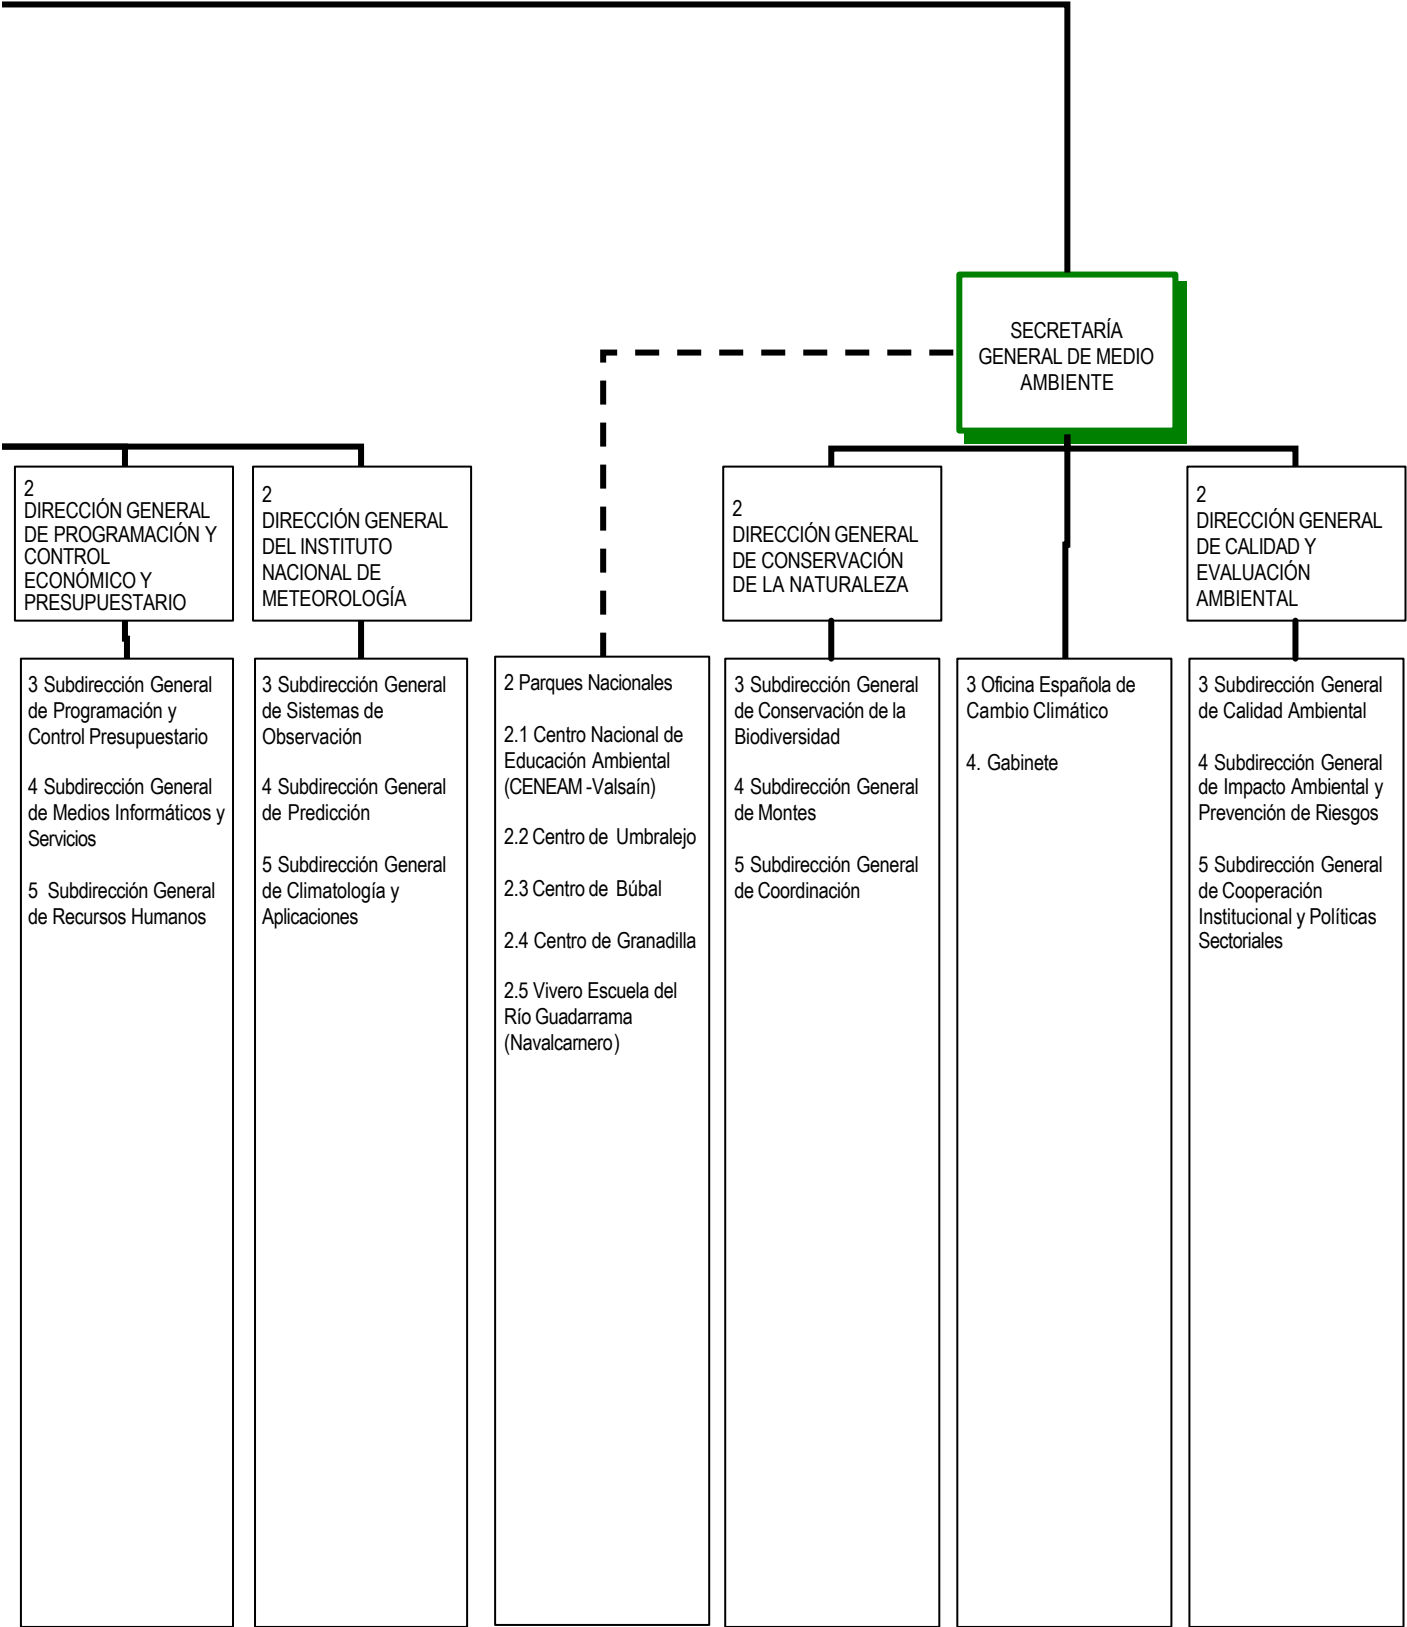 SECRETARÍA
GENERAL DE MEDIO
AMBIENTE
2
DIRECCIÓN GENERAL
DE PROGRAMACIÓN Y
CONTROL
ECONÓMICO Y
PRESUPUESTARIO
2
DIRECCIÓN GENERAL
DEL INSTITUTO
NACIONAL DE
METEOROLOGÍA
2
DIRECCIÓN GENERAL
DE CONSERVACIÓN
DE LA NATURALEZA
2
DIRECCIÓN GENERAL
DE CALIDAD Y
EVALUACIÓN
AMBIENTAL
3 Subdirección General
de Programación y
Control Presupuestario
4 Subdirección General
de Medios Informáticos y
Servicios
5 Subdirección General
de Recursos Humanos
3 Subdirección General
de Sistemas de
Observación
4 Subdirección General
de Predicción
5 Subdirección General
de Climatología y
Aplicaciones
2 Parques Nacionales
2.1 Centro Nacional de
Educación Ambiental
(CENEAM -Valsaín)
2.2 Centro de Umbralejo
2.3 Centro de Búbal
2.4 Centro de Granadilla
2.5 Vivero Escuela del
Río Guadarrama
(Navalcarnero)
3 Subdirección General
de Conservación de la
Biodiversidad
4 Subdirección General
de Montes
5 Subdirección General
de Coordinación
3 Oficina Española de
Cambio Climático
4. Gabinete
3 Subdirección General
de Calidad Ambiental
4 Subdirección General
de Impacto Ambiental y
Prevención de Riesgos
5 Subdirección General
de Cooperación
Institucional y Políticas
Sectoriales